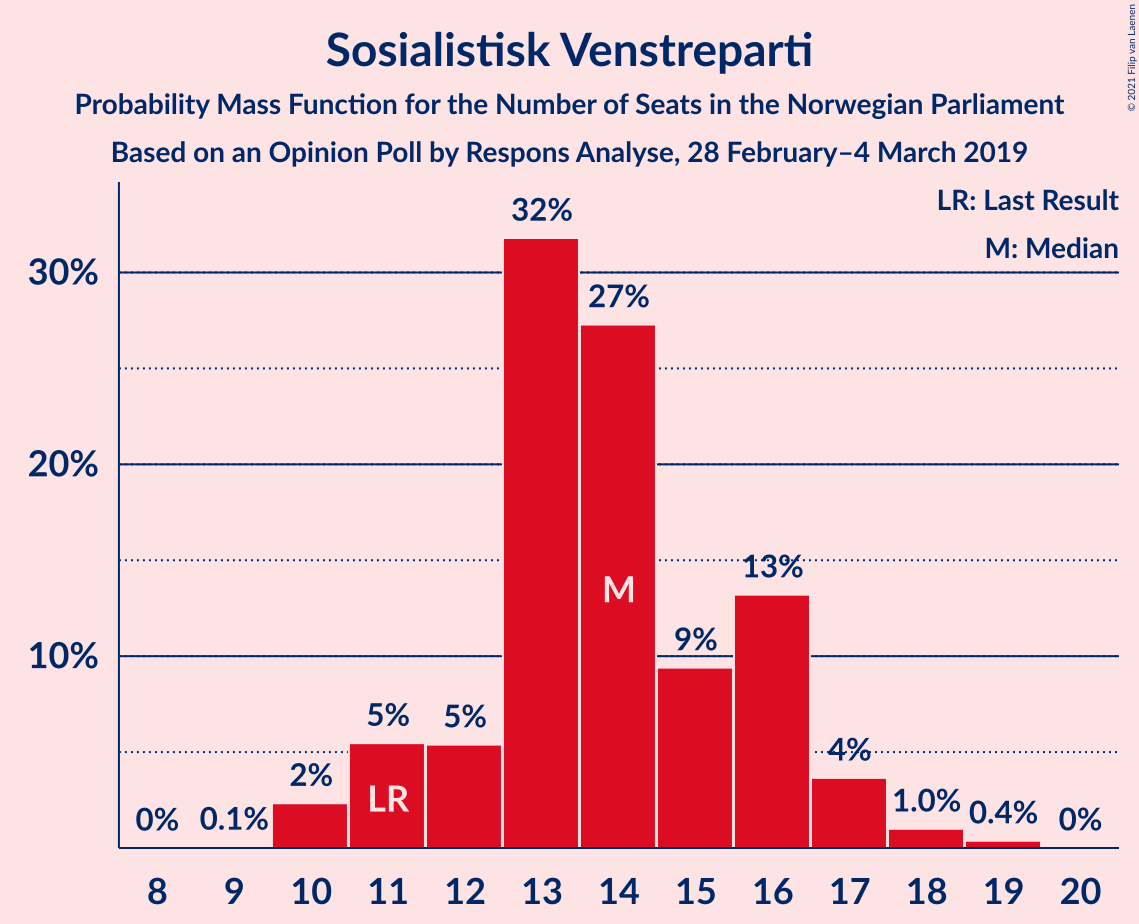 Sosialistisk Venstreparti
Probability Mass Function for the Number of Seats in the Norwegian Parliament
Based on an Opinion Poll by Respons Analyse, 28 February–4 March 2019
© 2021 Filip van Laenen
LR: Last Result
M: Median
30%
20%
10%
0%
0.1%
2%
5%
5%
32%
27%
9%
13%
4%
1.0%
0.4%
0%
LR
M
8 9 10 11 12 13 14 15 16 17 18 19 20